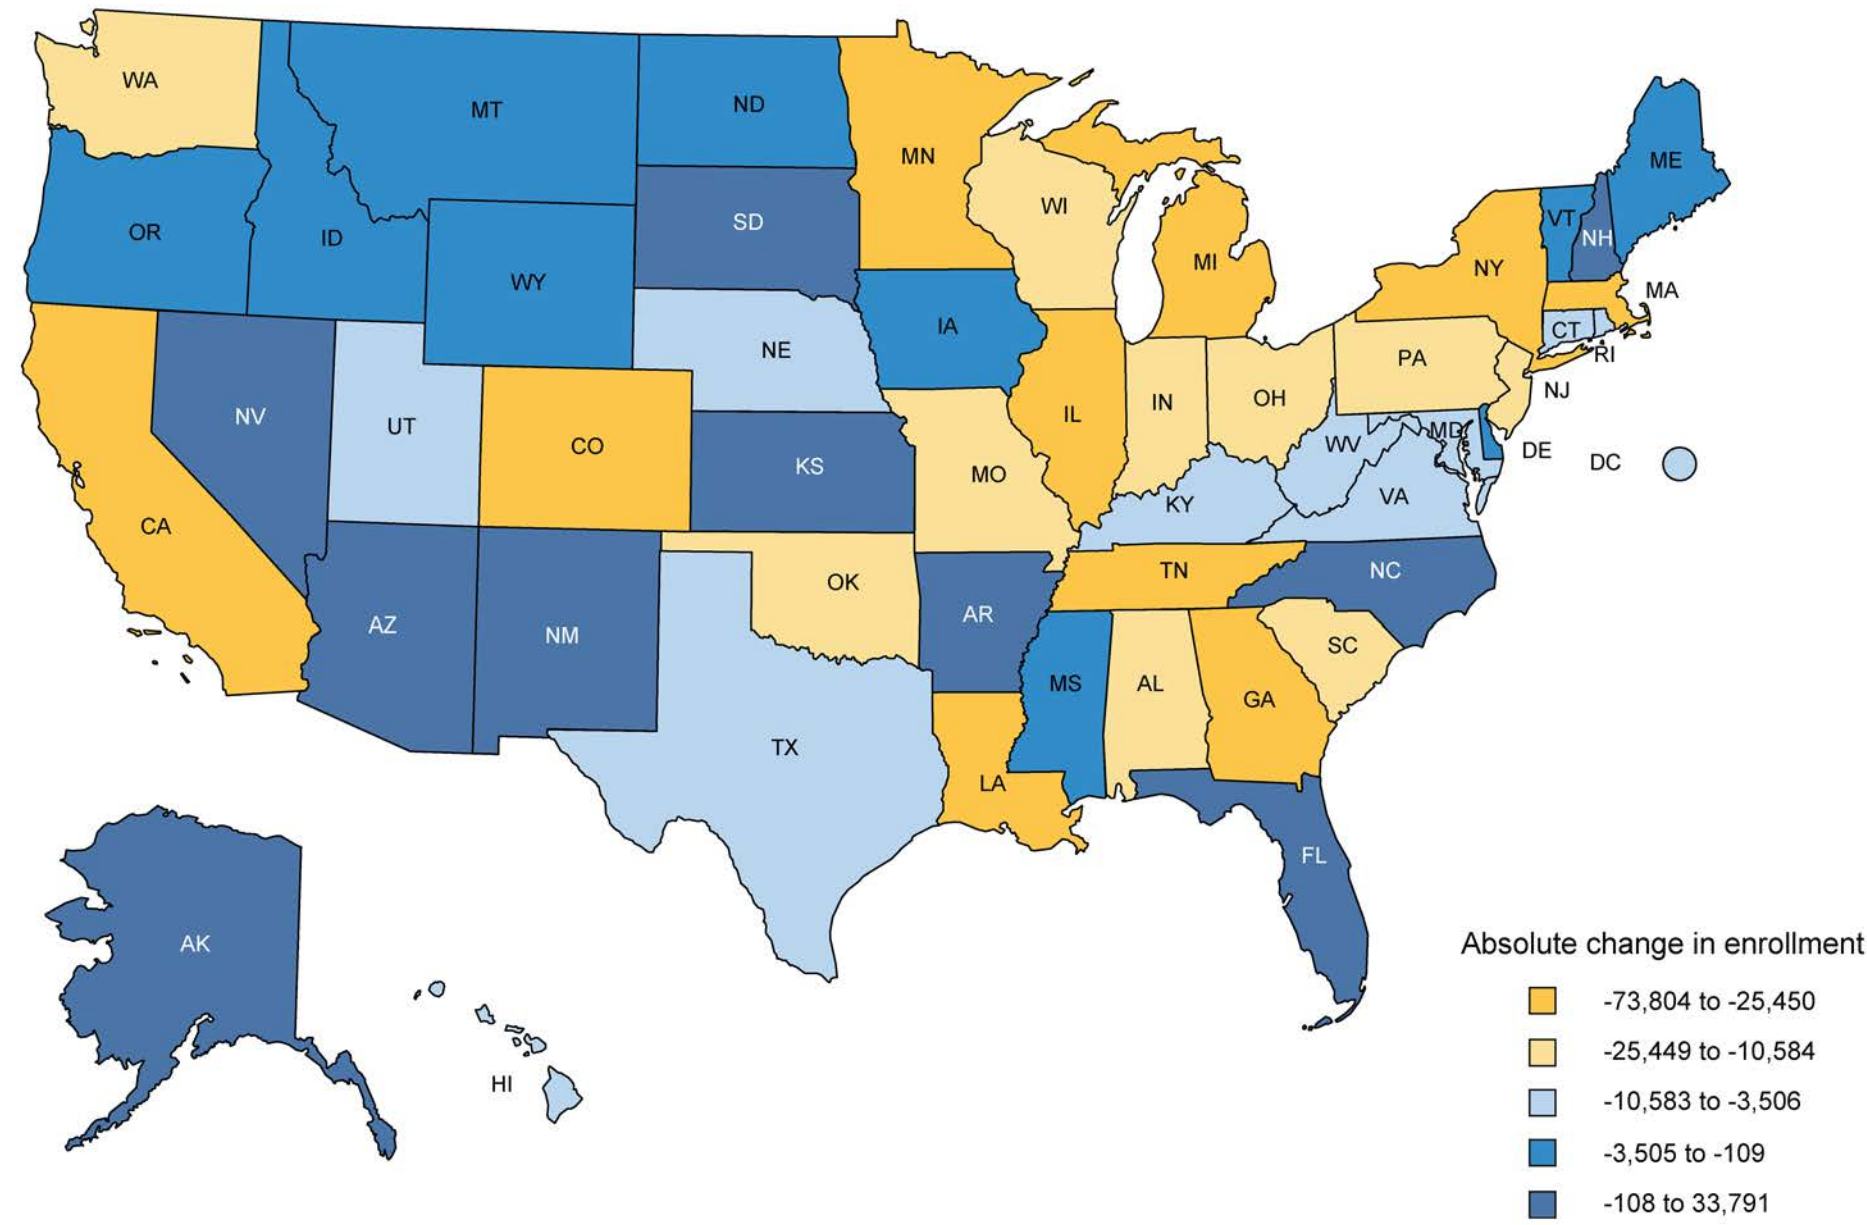 WA
MT
ND
MN
ME
OR
ID
SD
WI
VT
NH
WY
MI
NY
MA
IA
CT
RI
NE
PA
NJ
NV
UT
CO
IL
IN
OH
KS
MO
WV
MD
DE
DC
CA
KY
VA
OK
TN
NC
AZ
NM
AR
SC
MS
AL
GA
TX
LA
FL
AK
HI
Absolute change in enrollment
-73,804 to -25,450
-25,449 to -10,584
-10,583 to -3,506
-3,505 to -109
-108 to 33,791